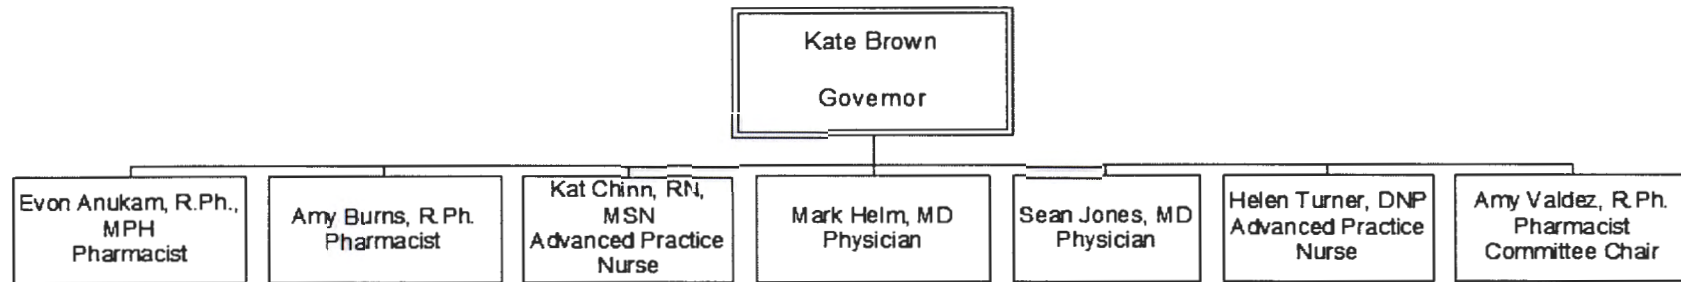 Kate Brown
Governor
Evon Anukam, R.Ph.,
MPH
Pharmacist
Amy Burns, R.Ph.
Pharmacist
Kat Chinn, RN,
MSN
Advanced Practice
Nurse
Mark Helm, MD
Physician
Sean Jones, MD
Physician
Helen Turner, DNP
Advanced Practice
Nurse
Amy Valdez, R.Ph.
Pharmacist
Committee Chair